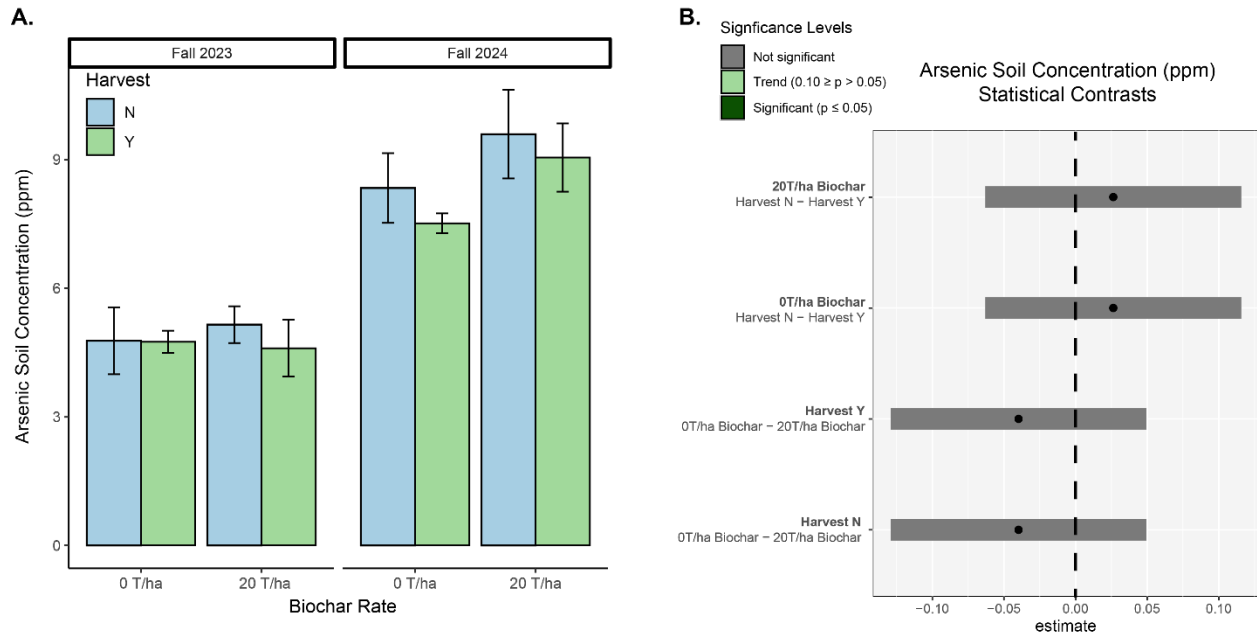 A.
Fall 2023
Fall 2024
Harvest
N
Y
Arsenic Soil Concentration (ppm)
9
6
3
0
0 T/ha
20 T/ha
0 T/ha
20 T/ha
Biochar Rate
B.
Signficance Levels
Not significant
Trend (0.10 ≥ p > 0.05)
Significant (p ≤ 0.05)
Arsenic Soil Concentration (ppm)
Statistical Contrasts
20T/ha Biochar
Harvest N − Harvest Y
0T/ha Biochar
Harvest N − Harvest Y
Harvest Y
0T/ha Biochar − 20T/ha Biochar
Harvest N
0T/ha Biochar − 20T/ha Biochar
−0.10
−0.05
0.00
0.05
0.10
estimate